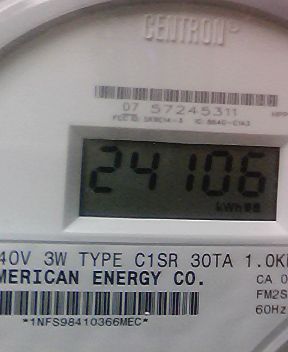 CENTRON®
07 57245311
24106
kWh
40V 3W TYPE C1SR 30TA 1.0K
MERICAN ENERGY CO.
CA 0
FM2S
60Hz
*1NFS98410366MEC*